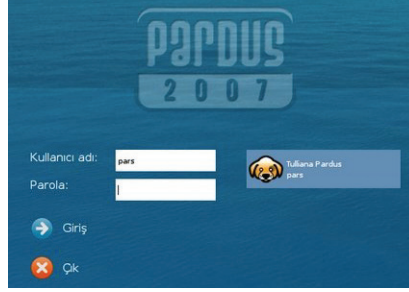 PARDUS
2007
Kullanıcı adı: pars
Tulliana Pardus
pars
Parola:
Giriş
Çık